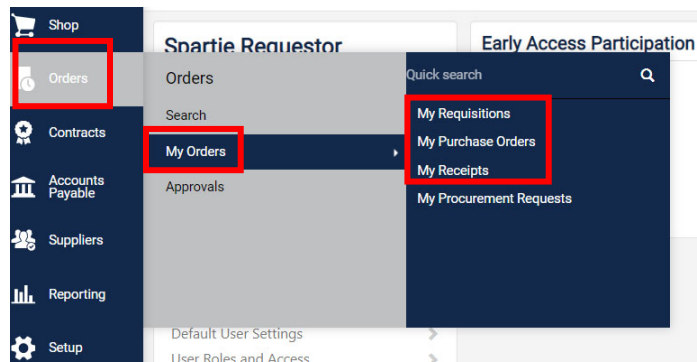 Shop
Orders
Contracts
Accounts
Payable
Suppliers
Reporting
Setup
Spartie Requestor
Early Access Participation
Orders
Search
My Orders
Approvals
Quick search
My Requisitions
My Purchase Orders
My Receipts
My Procurement Requests
Default User Settings
User Roles and Access